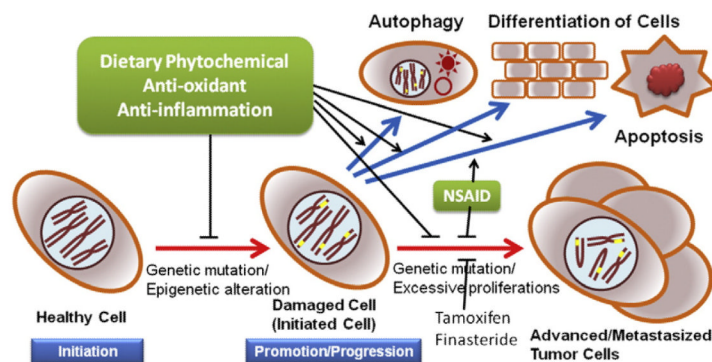 Autophagy
Differentiation of Cells
Dietary Phytochemical
Anti-oxidant
Anti-inflammation
Apoptosis
NSAID
Genetic mutation/
Epigenetic alteration
Genetic mutation/
Excessive proliferations
Healthy Cell
Damaged Cell
(Initiated Cell)
Tamoxifen
Finasteride
Advanced/Metastasized
Tumor Cells
Initiation
Promotion/Progression